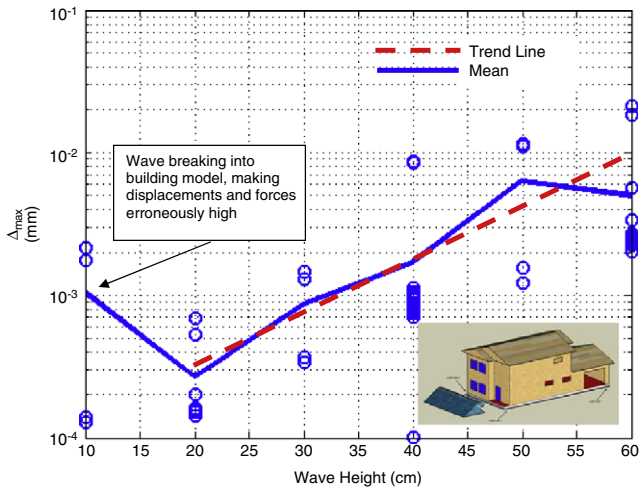 10⁻¹
10⁻²
10⁻³
10⁻⁴
Δmax
(mm)
Trend Line
Mean
Wave breaking into
building model, making
displacements and forces
erroneously high
10 15 20 25 30 35 40 45 50 55 60
Wave Height (cm)